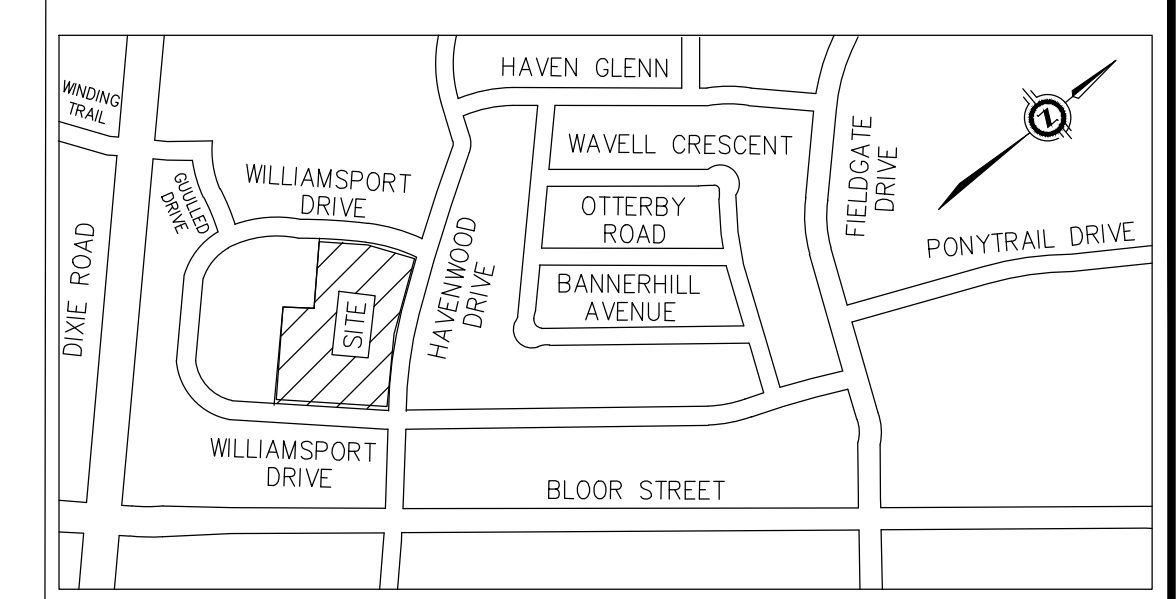 HAVEN GLENN
WINDING
TRAIL
WAVELL CRESCENT
FIELDGATE
DRIVE
WILLIAMSPORT
DRIVE
GUULLED
DRIVE
OTTERBY
ROAD
DIXIE ROAD
HAVENWOOD
DRIVE
PONYTRAIL DRIVE
BANNERHILL
AVENUE
SITE
WILLIAMSPORT
DRIVE
BLOOR STREET
Z